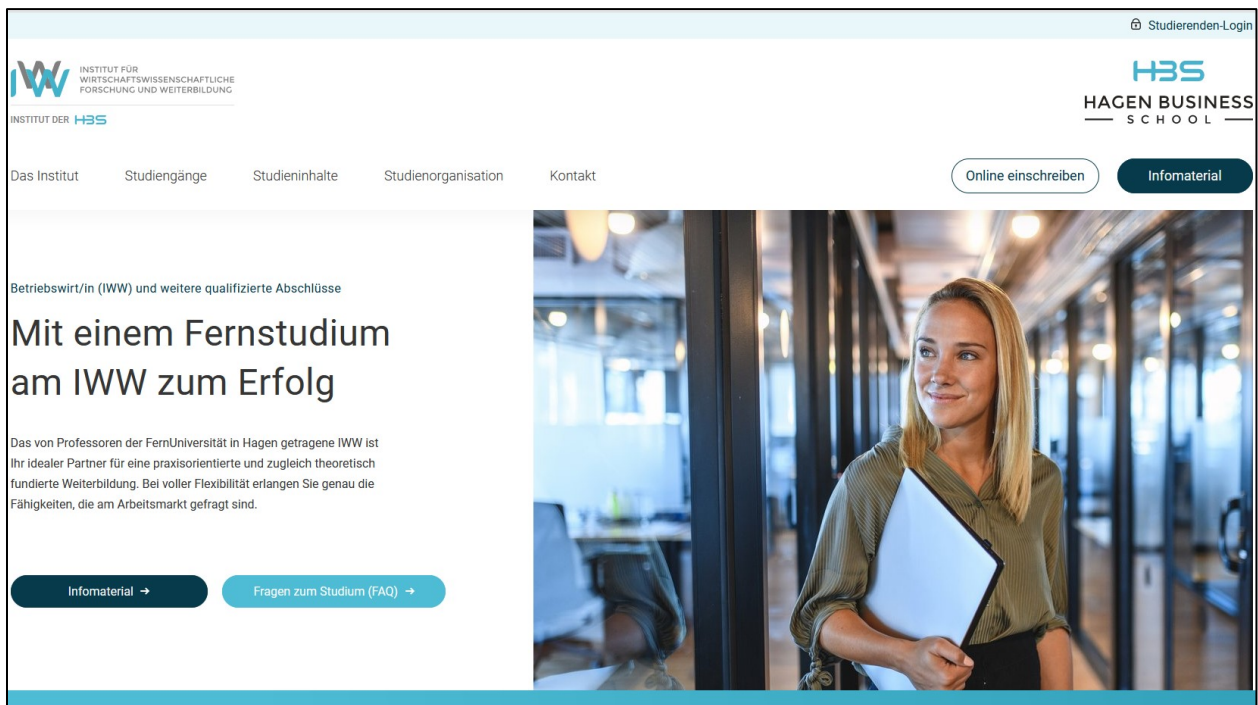 Studierenden-Login
IWW
INSTITUT FÜR
WIRTSCHAFTSWISSENSCHAFTLICHE
FORSCHUNG UND WEITERBILDUNG
INSTITUT DER HBS
HBS
HAGEN BUSINESS
SCHOOL
Das Institut Studiengänge Studieninhalte Studienorganisation Kontakt Online einschreiben Infomaterial
Betriebswirt/in (IWW) und weitere qualifizierte Abschlüsse
Mit einem Fernstudium
am IWW zum Erfolg
Das von Professoren der FernUniversität in Hagen getragene IWW ist
Ihr idealer Partner für eine praxisorientierte und zugleich theoretisch
fundierte Weiterbildung. Bei voller Flexibilität erlangen Sie genau die
Fähigkeiten, die am Arbeitsmarkt gefragt sind.
Infomaterial → Fragen zum Studium (FAQ) →